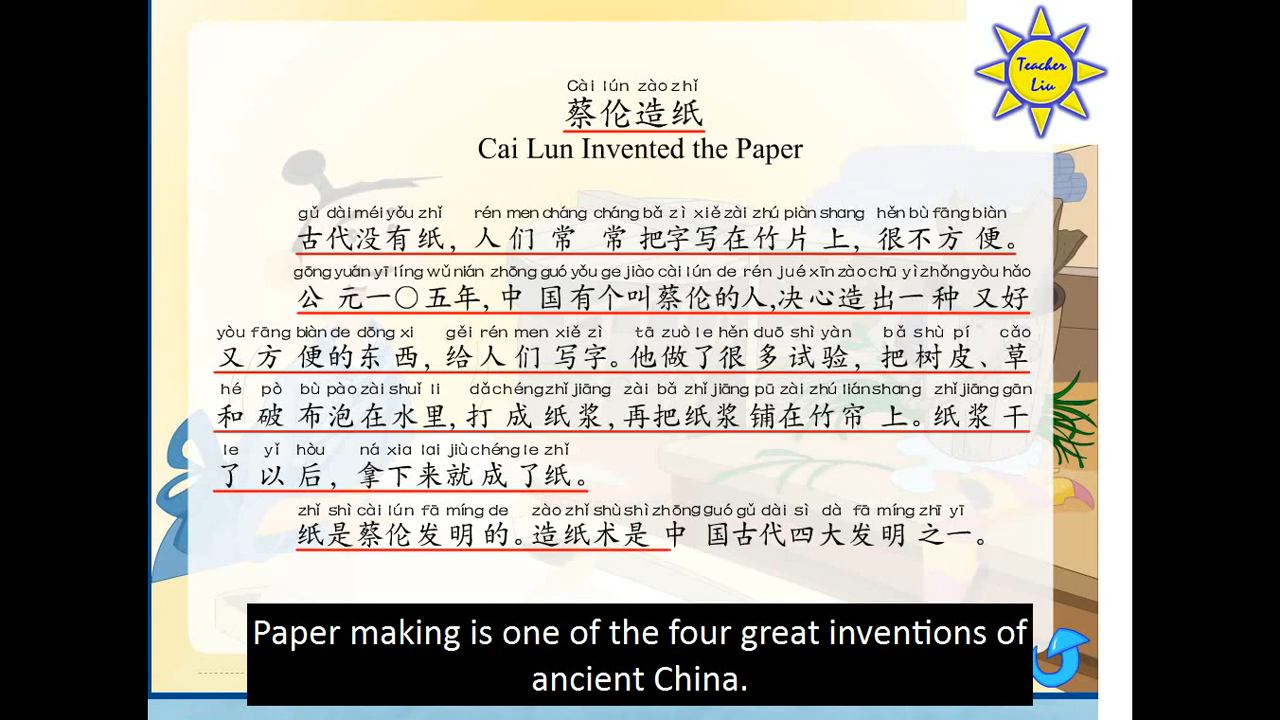 Teacher
Liu
Cài lún zào zhǐ
蔡伦造纸
Cai Lun Invented the Paper
gǔ dài méi yǒu zhǐ rén men cháng cháng bǎ zì xiě zài zhú piàn shang hěn bù fāng biàn
古代没有纸，人们常常把字写在竹片上，很不方便。
gōng yuán yī líng wǔ nián zhōng guó yǒu ge jiào cài lún de rén jué xīn zào chū yì zhǒng yòu hǎo
公元一〇五年，中国有个叫蔡伦的人，决心造出一种又好
yòu fāng biàn de dōng xi gěi rén men xiě zì tā zuò le hěn duō shì yàn bǎ shù pí cǎo
又方便的东西，给人们写字。他做了很多试验，把树皮、草
hé pò bù pào zài shuǐ li dǎ chéng zhǐ jiāng zài bǎ zhǐ jiāng pū zài zhú lián shang zhǐ jiāng gān
和破布泡在水里，打成纸浆，再把纸浆铺在竹帘上。纸浆干
le yǐ hòu ná xia lai jiù chéng le zhǐ
了以后，拿下来就成了纸。
zhǐ shì cài lún fā míng de zào zhǐ shù shì zhōng guó gǔ dài sì dà fā míng zhī yī
纸是蔡伦发明的。造纸术是中国古代四大发明之一。
Paper making is one of the four great inventions of
ancient China.